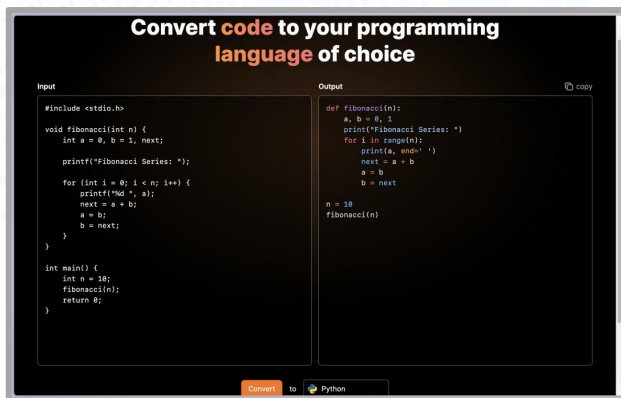 Convert code to your programming
language of choice
Input
#include <stdio.h>
void fibonacci(int n) {
    int a = 0, b = 1, next;
    printf("Fibonacci Series: ");
    for (int i = 0; i < n; i++) {
        printf("%d ", a);
        next = a + b;
        a = b;
        b = next;
    }
}
int main() {
    int n = 10;
    fibonacci(n);
    return 0;
}
Output
copy
def fibonacci(n):
    a, b = 0, 1
    print("Fibonacci Series: ")
    for i in range(n):
        print(a, end=' ')
        next = a + b
        a = b
        b = next
n = 10
fibonacci(n)
Convert to Python